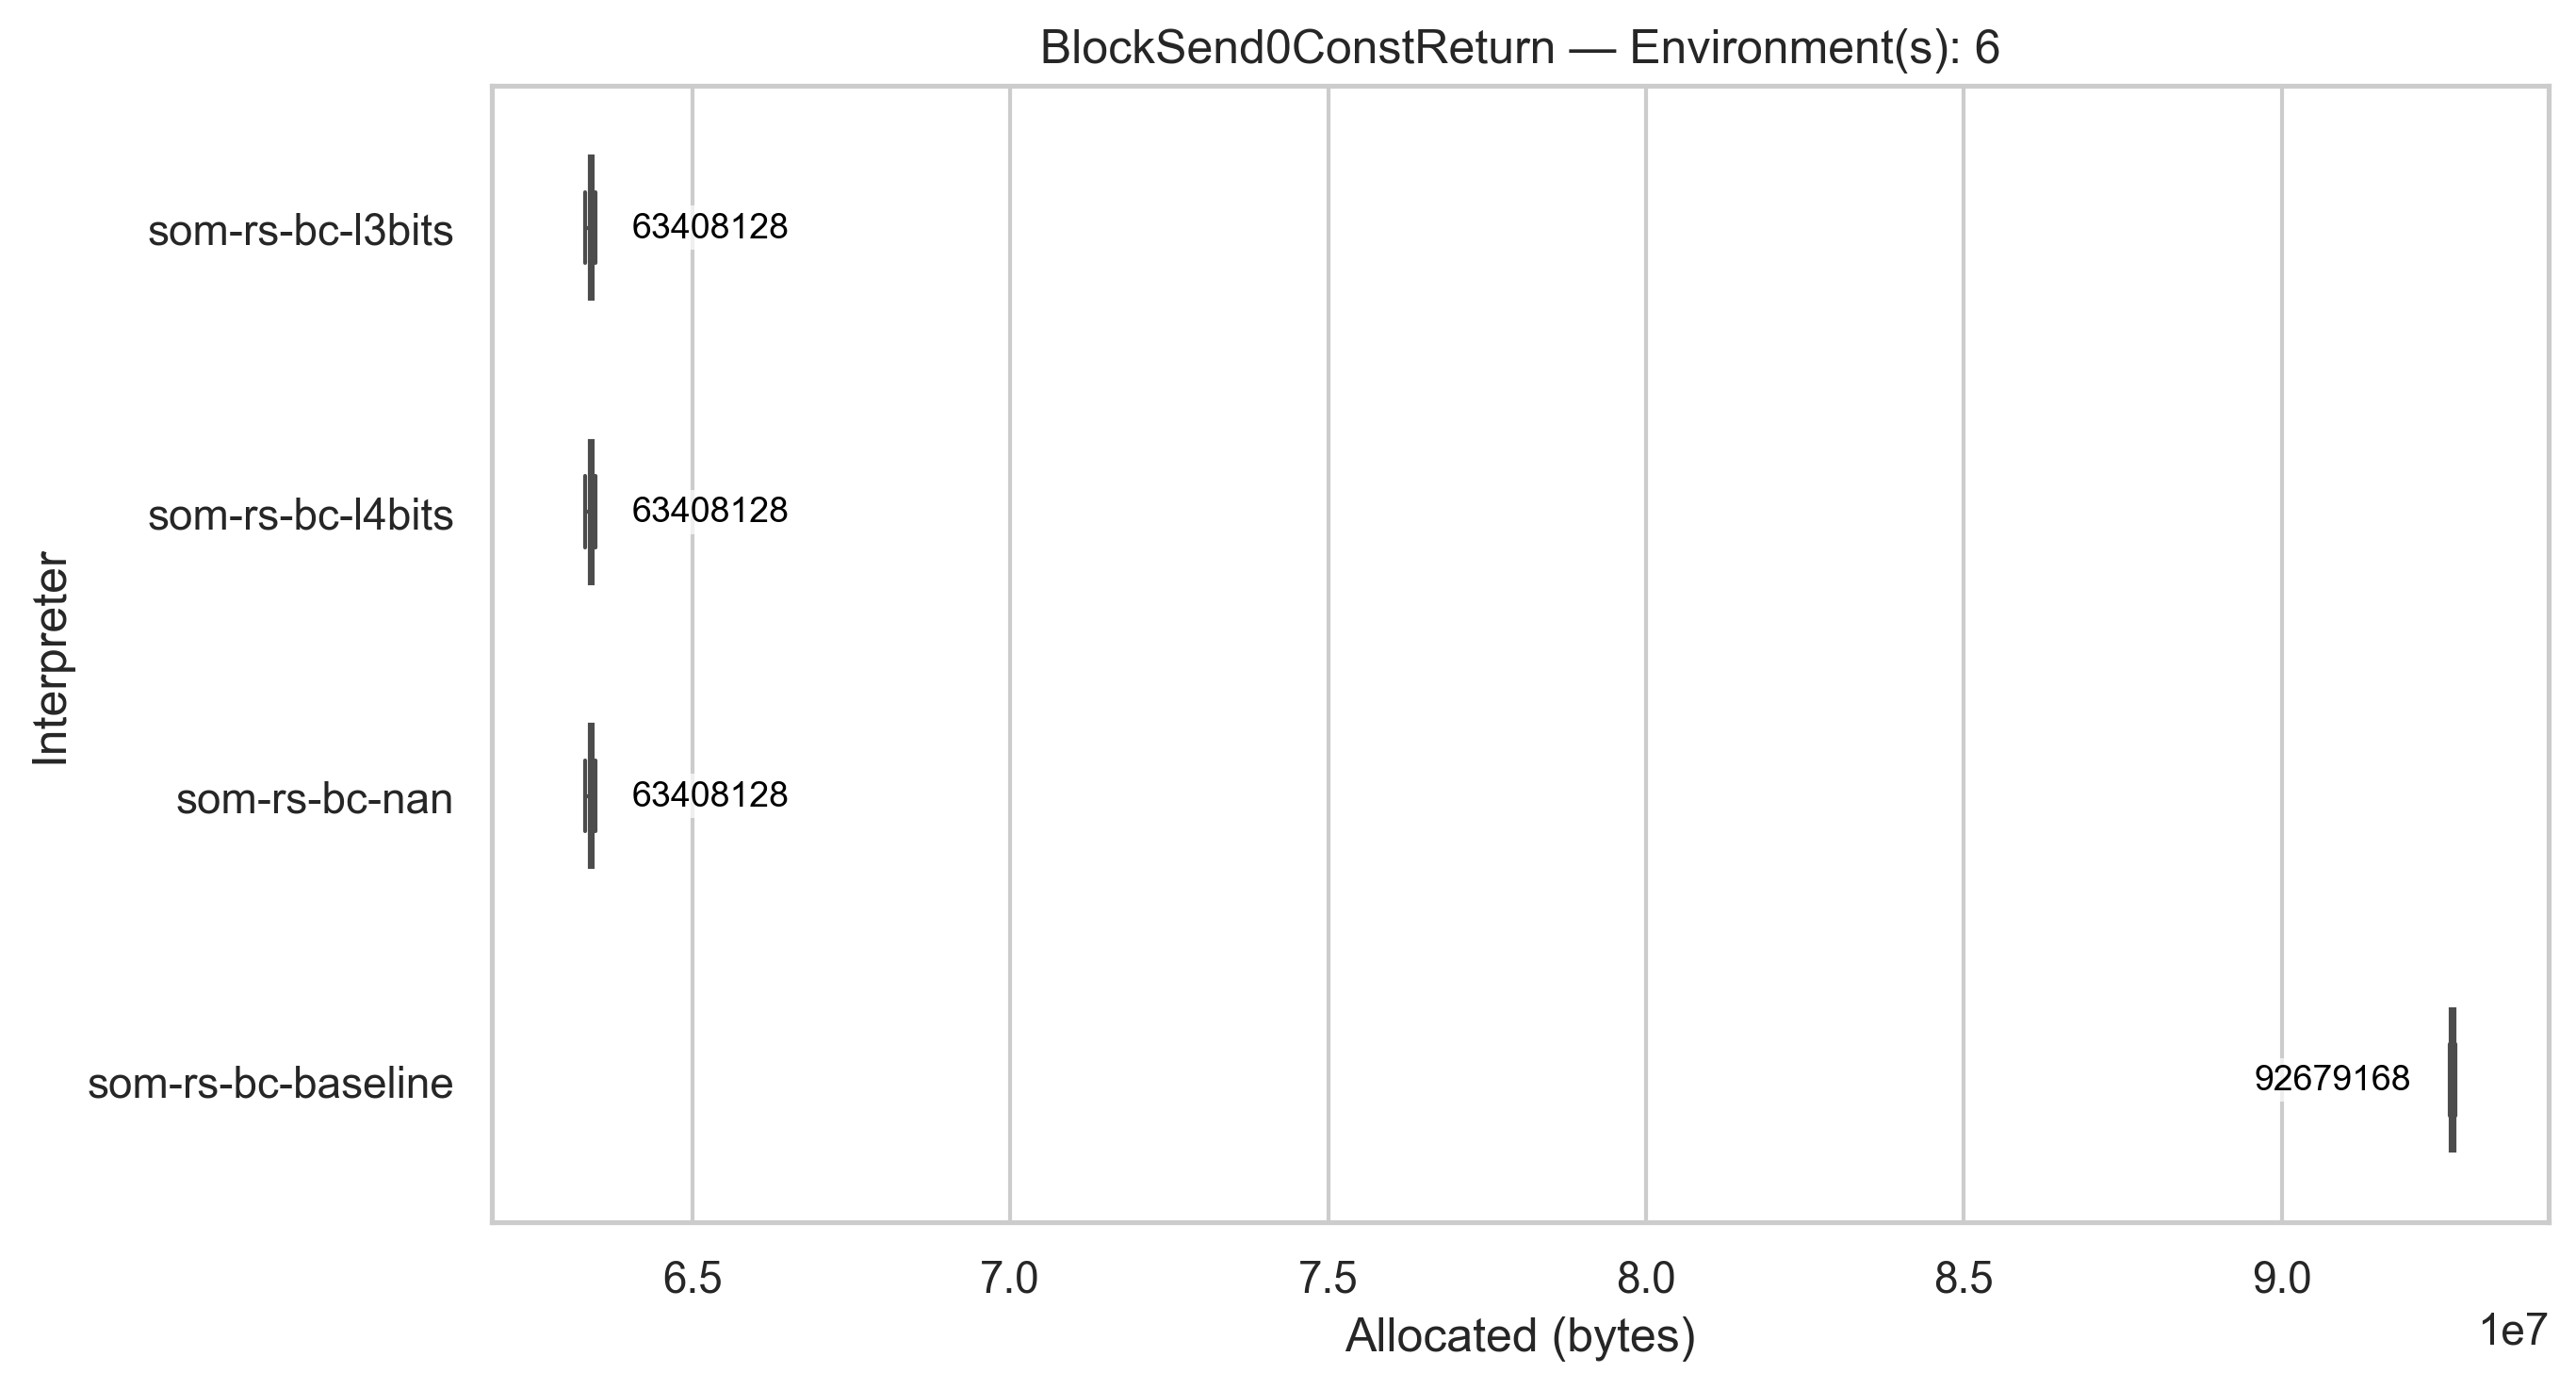 BlockSend0ConstReturn — Environment(s): 6
som-rs-bc-l3bits
63408128
som-rs-bc-l4bits
63408128
Interpreter
som-rs-bc-nan
63408128
som-rs-bc-baseline
92679168
6.5 7.0 7.5 8.0 8.5 9.0
Allocated (bytes)
1e7